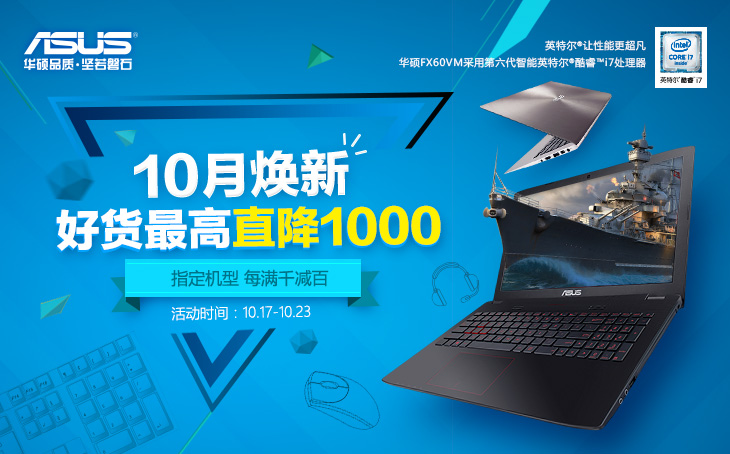 ASUS
华硕品质·坚若磐石
英特尔®让性能更超凡
华硕FX60VM采用第六代智能英特尔®酷睿™i7处理器
intel
CORE i7
inside
英特尔®酷睿™i7
10月焕新
好货最高直降1000
指定机型 每满千减百
活动时间：10.17-10.23
ASUS